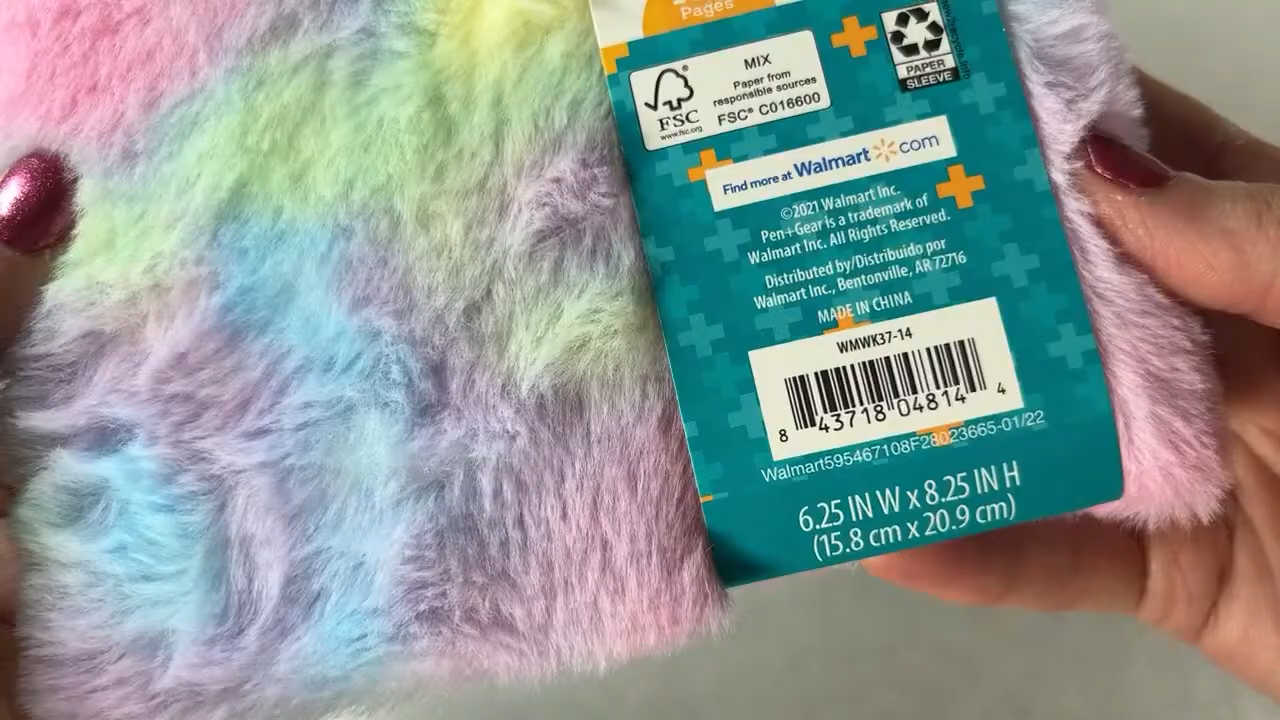 Pages
MIX
Paper from
responsible sources
FSC® C016600
FSC
www.fsc.org
PAPER
SLEEVE
Find more at Walmart.com
©2021 Walmart Inc.
Pen+Gear is a trademark of
Walmart Inc. All Rights Reserved.
Distributed by/Distribuido por
Walmart Inc., Bentonville, AR 72716
MADE IN CHINA
WMWK37-14
8 43718 04814 4
Walmart595467108F28023665-01/22
6.25 IN W x 8.25 IN H
(15.8 cm x 20.9 cm)